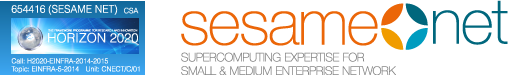 654416 (SESAME NET) CSA
HORIZON 2020
Call: H2020-EINFRA-2014-2015
Topic: EINFRA-6-2014 Unit: CNECT/C/01
sesame net
SUPERCOMPUTING EXPERTISE FOR
SMALL & MEDIUM ENTERPRISE NETWORK